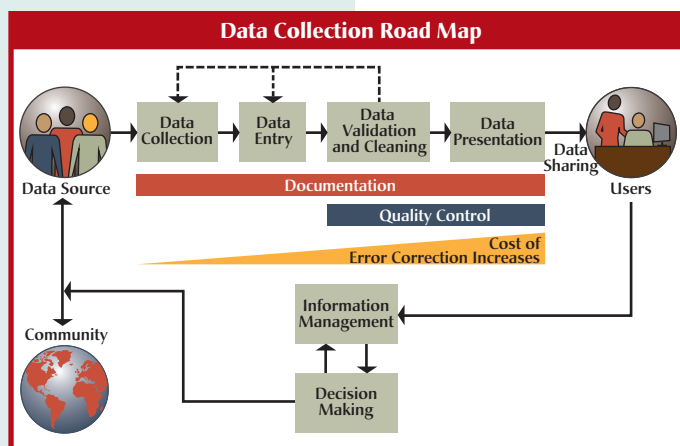 Data Collection Road Map
Data
Collection
Data
Entry
Data
Validation
and Cleaning
Data
Presentation
Data
Sharing
Data Source
Users
Documentation
Quality Control
Cost of
Error Correction Increases
Information
Management
Community
Decision
Making